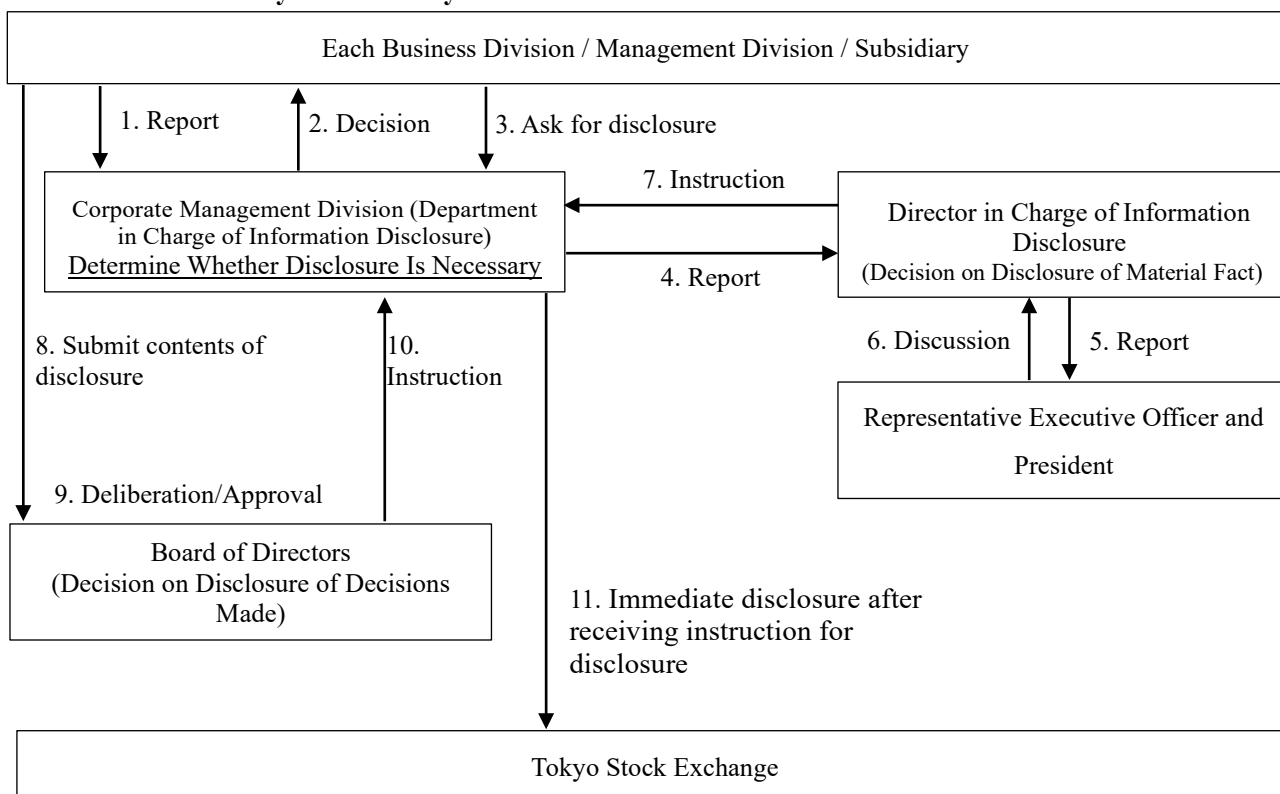 Each Business Division / Management Division / Subsidiary
1. Report
2. Decision
3. Ask for disclosure
7. Instruction
Corporate Management Division (Department
in Charge of Information Disclosure)
Determine Whether Disclosure Is Necessary
Director in Charge of Information
Disclosure
(Decision on Disclosure of Material Fact)
4. Report
8. Submit contents of
disclosure
10.
Instruction
6. Discussion
5. Report
Representative Executive Officer and
President
9. Deliberation/Approval
Board of Directors
(Decision on Disclosure of Decisions
Made)
11. Immediate disclosure after
receiving instruction for
disclosure
Tokyo Stock Exchange